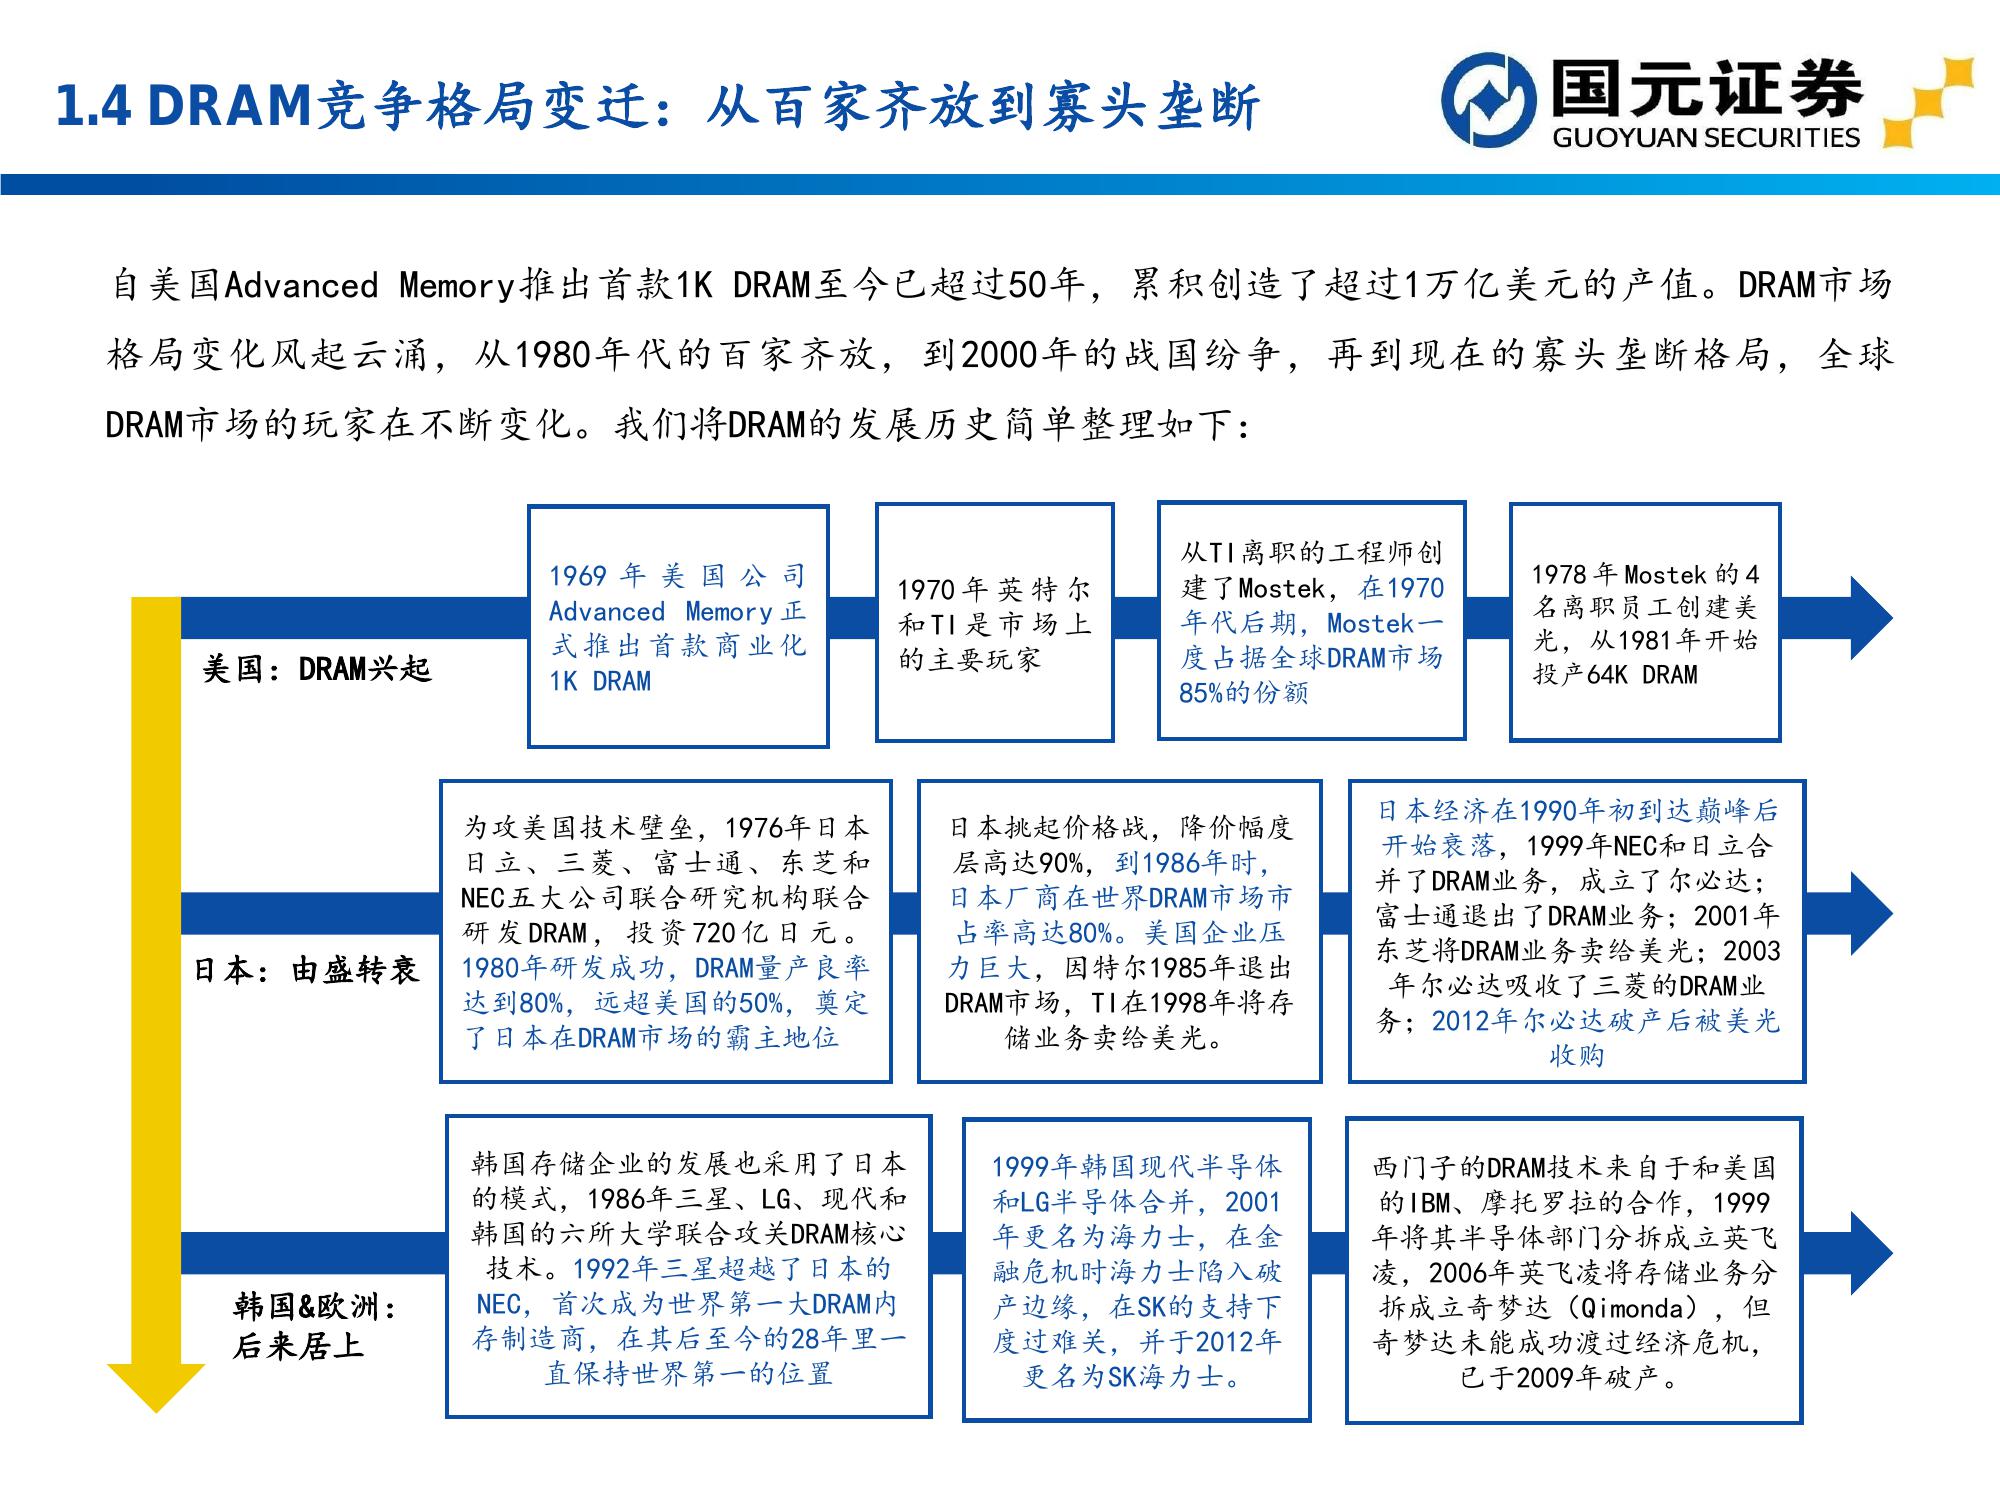 1.4 DRAM竞争格局变迁：从百家齐放到寡头垄断
国元证券
GUOYUAN SECURITIES
自美国Advanced Memory推出首款1K DRAM至今已超过50年，累积创造了超过1万亿美元的产值。DRAM市场
格局变化风起云涌，从1980年代的百家齐放，到2000年的战国纷争，再到现在的寡头垄断格局，全球
DRAM市场的玩家在不断变化。我们将DRAM的发展历史简单整理如下：
美国：DRAM兴起
1969年美国公司
Advanced Memory正
式推出首款商业化
1K DRAM
1970年英特尔
和TI是市场上
的主要玩家
从TI离职的工程师创
建了Mostek，在1970
年代后期，Mostek一
度占据全球DRAM市场
85%的份额
1978年Mostek的4
名离职员工创建美
光，从1981年开始
投产64K DRAM
日本：由盛转衰
为攻美国技术壁垒，1976年日本
日立、三菱、富士通、东芝和
NEC五大公司联合研究机构联合
研发DRAM，投资720亿日元。
1980年研发成功，DRAM量产良率
达到80%，远超美国的50%，奠定
了日本在DRAM市场的霸主地位
日本挑起价格战，降价幅度
层高达90%，到1986年时，
日本厂商在世界DRAM市场市
占率高达80%。美国企业压
力巨大，因特尔1985年退出
DRAM市场，TI在1998年将存
储业务卖给美光。
日本经济在1990年初到达巅峰后
开始衰落，1999年NEC和日立合
并了DRAM业务，成立了尔必达；
富士通退出了DRAM业务；2001年
东芝将DRAM业务卖给美光；2003
年尔必达吸收了三菱的DRAM业
务；2012年尔必达破产后被美光
收购
韩国&欧洲：
后来居上
韩国存储企业的发展也采用了日本
的模式，1986年三星、LG、现代和
韩国的六所大学联合攻关DRAM核心
技术。1992年三星超越了日本的
NEC，首次成为世界第一大DRAM内
存制造商，在其后至今的28年里一
直保持世界第一的位置
1999年韩国现代半导体
和LG半导体合并，2001
年更名为海力士，在金
融危机时海力士陷入破
产边缘，在SK的支持下
度过难关，并于2012年
更名为SK海力士。
西门子的DRAM技术来自于和美国
的IBM、摩托罗拉的合作，1999
年将其半导体部门分拆成立英飞
凌，2006年英飞凌将存储业务分
拆成立奇梦达（Qimonda），但
奇梦达未能成功渡过经济危机，
已于2009年破产。